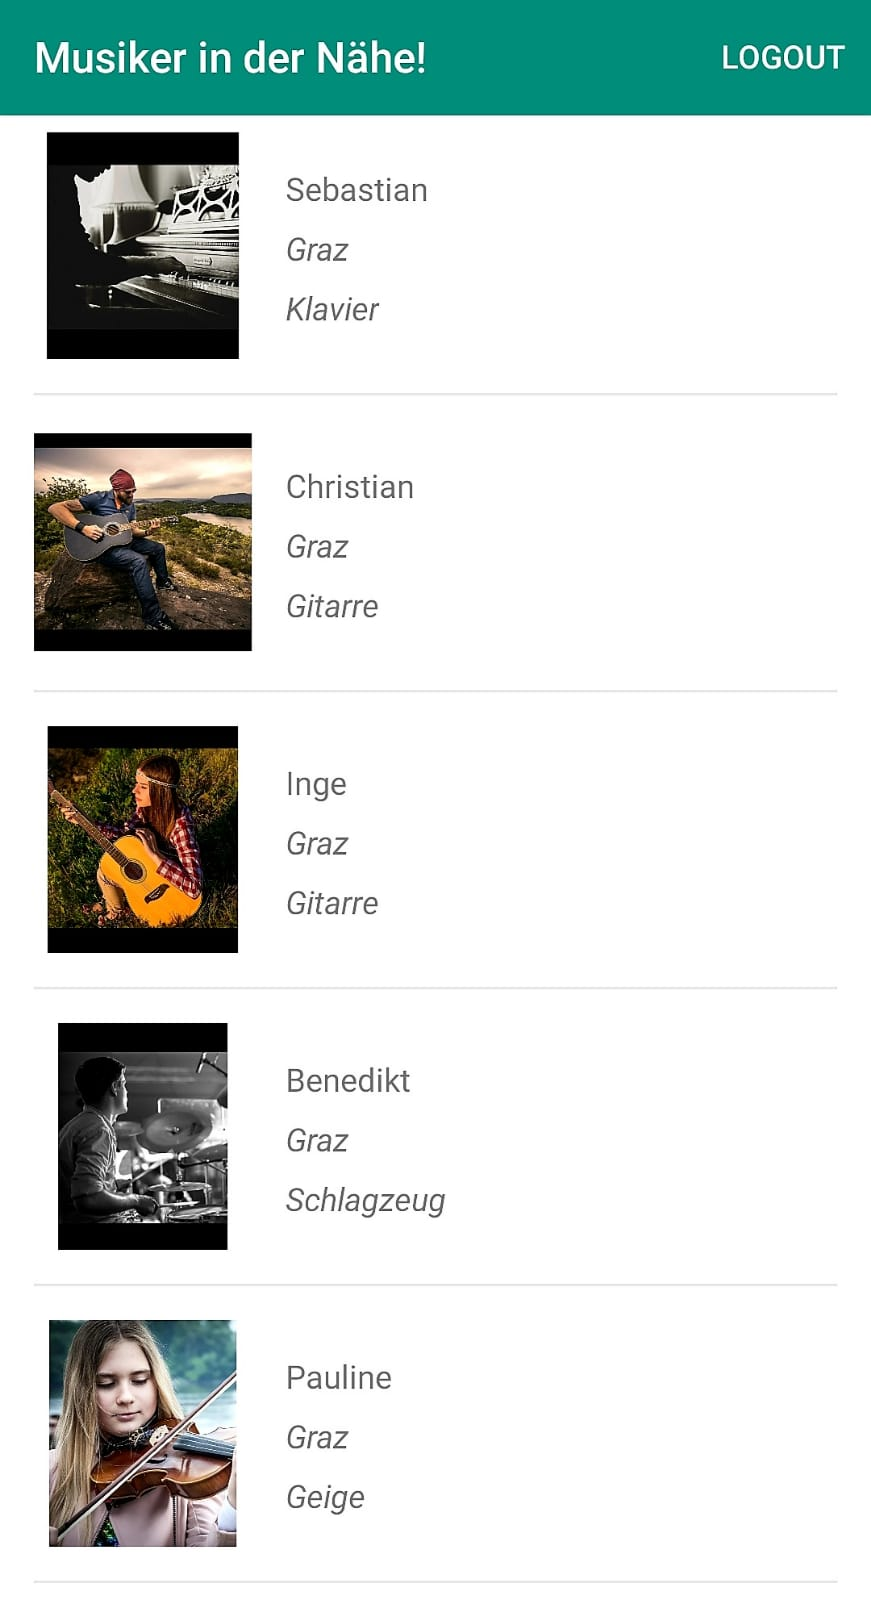 Musiker in der Nähe!
LOGOUT
Sebastian
Graz
Klavier
Christian
Graz
Gitarre
Inge
Graz
Gitarre
Benedikt
Graz
Schlagzeug
Pauline
Graz
Geige